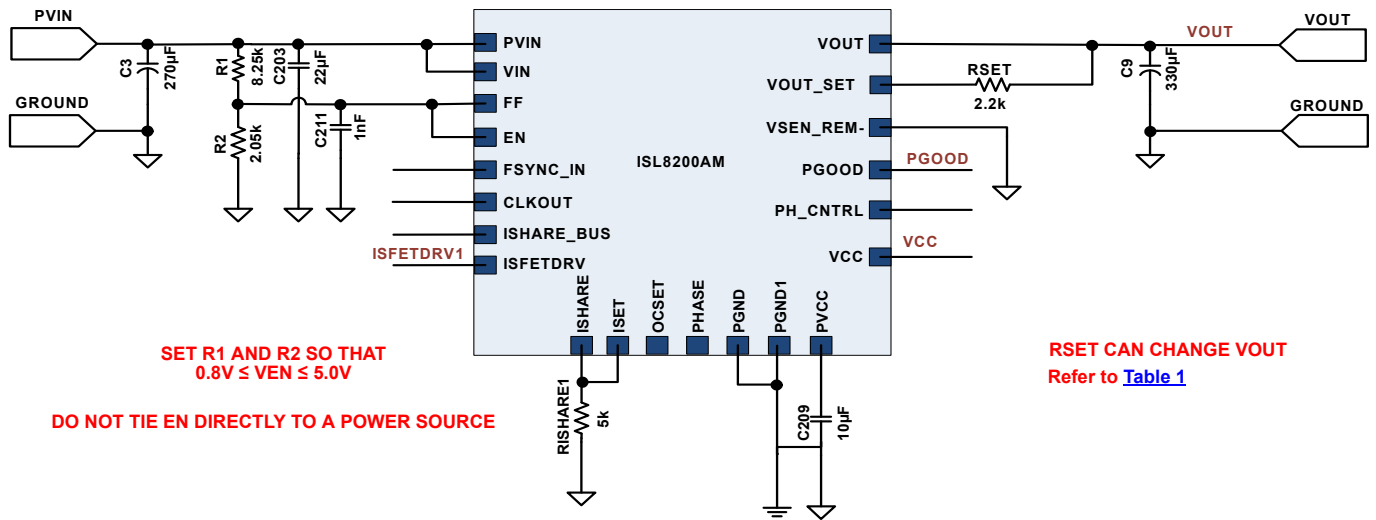 PVIN
GROUND
C3
270µF
R1
8.25k
C203
22µF
R2
2.05k
C211
1nF
PVIN
VIN
FF
EN
FSYNC_IN
CLKOUT
ISHARE_BUS
ISFETDRV1
ISFETDRV
ISL8200AM
VOUT
VOUT_SET
VSEN_REM-
PGOOD
PH_CNTRL
VCC
RSET
2.2k
VOUT
PGOOD
VCC
C9
330µF
VOUT
GROUND
ISHARE
ISET
OCSET
PHASE
PGND
PGND1
PVCC
RISHARE1
5k
C209
10µF
SET R1 AND R2 SO THAT
0.8V ≤ VEN ≤ 5.0V
DO NOT TIE EN DIRECTLY TO A POWER SOURCE
RSET CAN CHANGE VOUT
Refer to Table 1